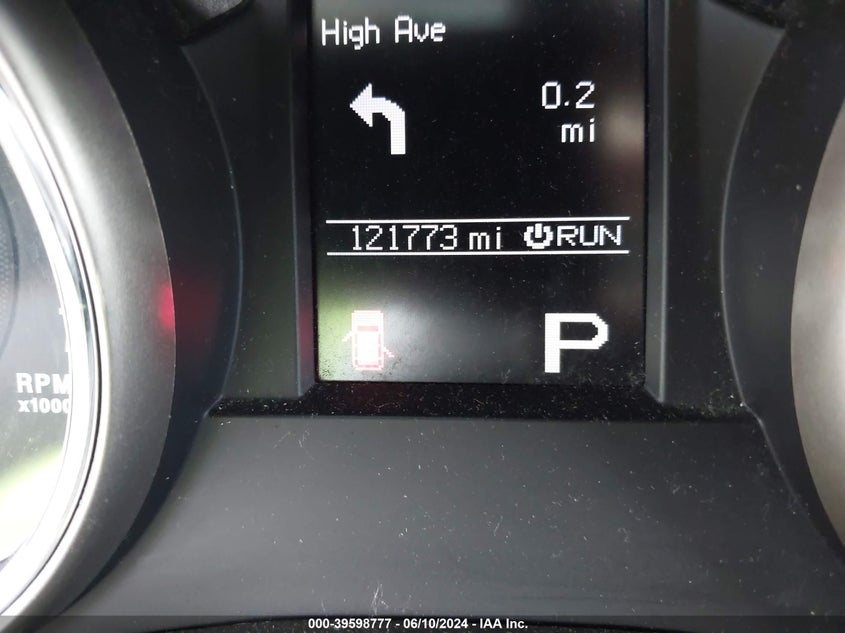 High Ave
0.2
mi
121773 mi RUN
P
RPM
x1000
000-39598777 - 06/10/2024 - IAA Inc.